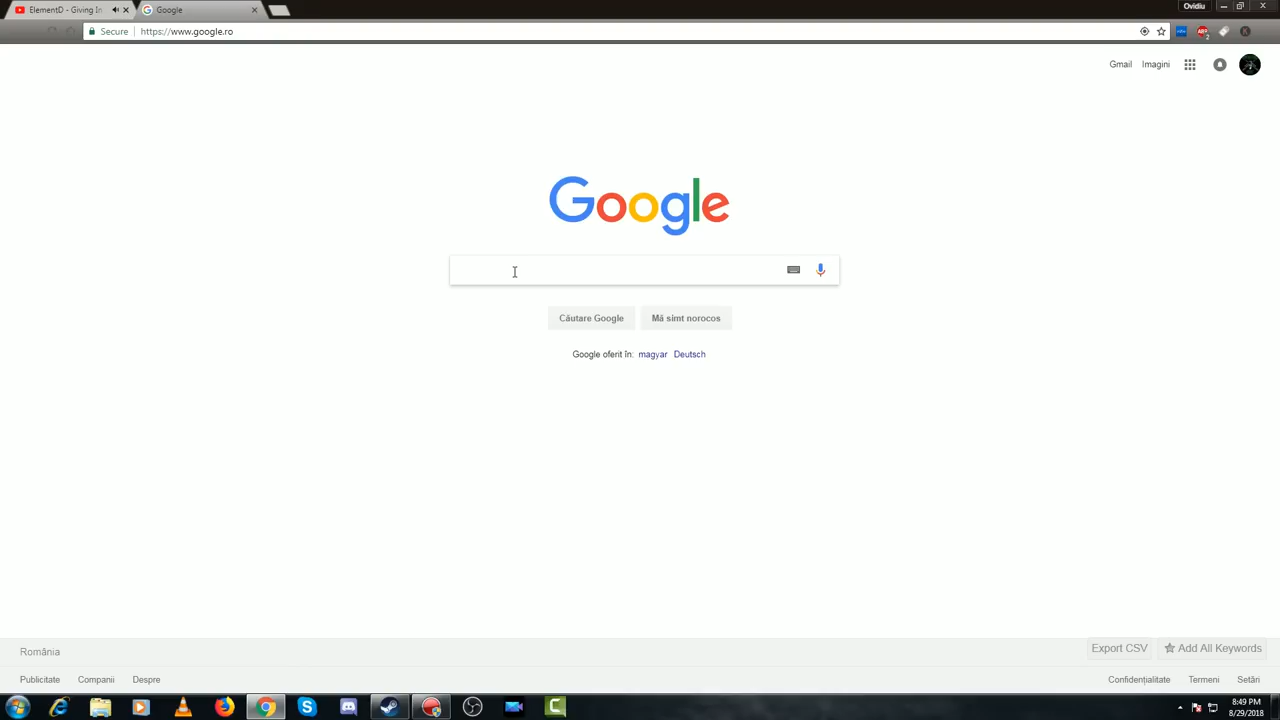 ElementD - Giving In
Google
Ovidiu
Secure
https://www.google.ro
ABP
2
Gmail
Imagini
Google
Căutare Google
Mă simt norocos
Google oferit în: magyar Deutsch
România
Export CSV
Add All Keywords
Publicitate
Companii
Despre
Confidențialitate
Termeni
Setări
8:49 PM
8/29/2018